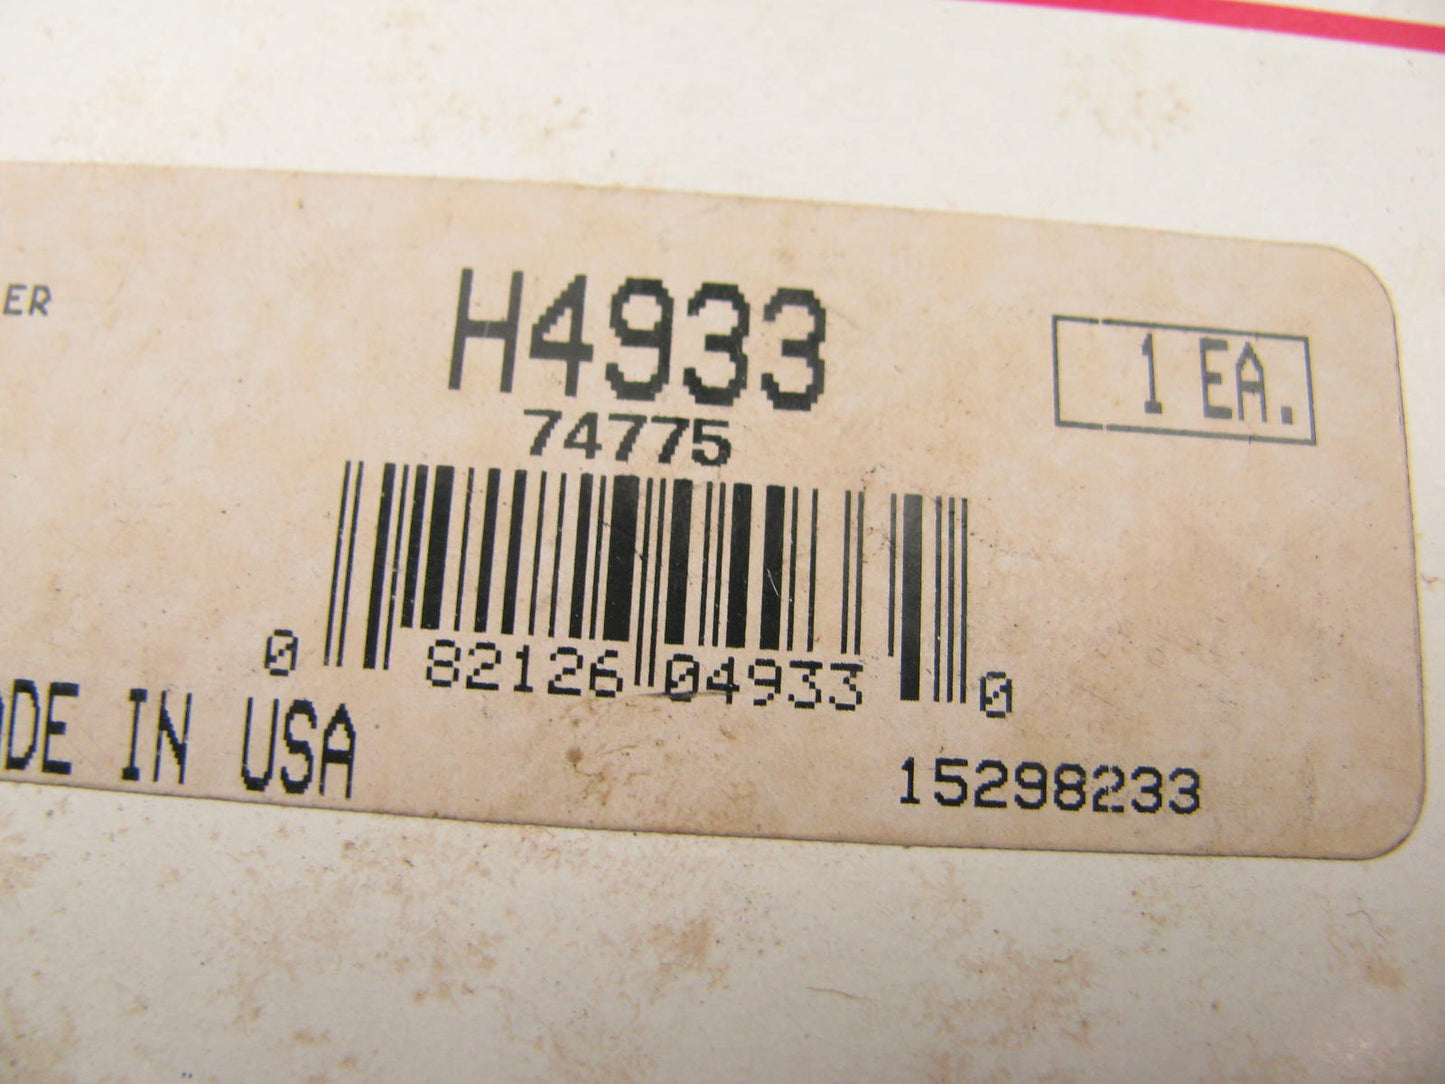 ER
H4933
1 EA.
74775
0 82126 04933 0
DE IN USA
15298233